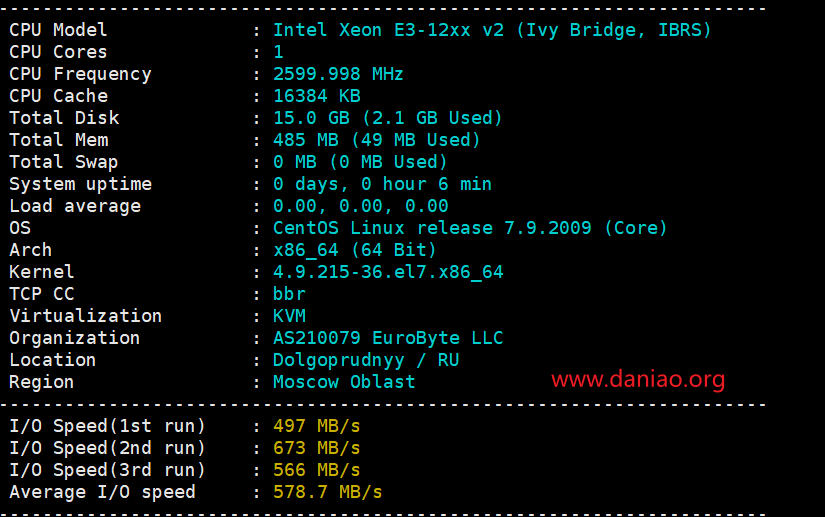 ----------------------------------------------------------------------
CPU Model : Intel Xeon E3-12xx v2 (Ivy Bridge, IBRS)
CPU Cores : 1
CPU Frequency : 2599.998 MHz
CPU Cache : 16384 KB
Total Disk : 15.0 GB (2.1 GB Used)
Total Mem : 485 MB (49 MB Used)
Total Swap : 0 MB (0 MB Used)
System uptime : 0 days, 0 hour 6 min
Load average : 0.00, 0.00, 0.00
OS : CentOS Linux release 7.9.2009 (Core)
Arch : x86_64 (64 Bit)
Kernel : 4.9.215-36.el7.x86_64
TCP CC : bbr
Virtualization : KVM
Organization : AS210079 EuroByte LLC
Location : Dolgoprudnyy / RU
Region : Moscow Oblast
www.daniao.org
----------------------------------------------------------------------
I/O Speed(1st run) : 497 MB/s
I/O Speed(2nd run) : 673 MB/s
I/O Speed(3rd run) : 566 MB/s
Average I/O speed : 578.7 MB/s
----------------------------------------------------------------------